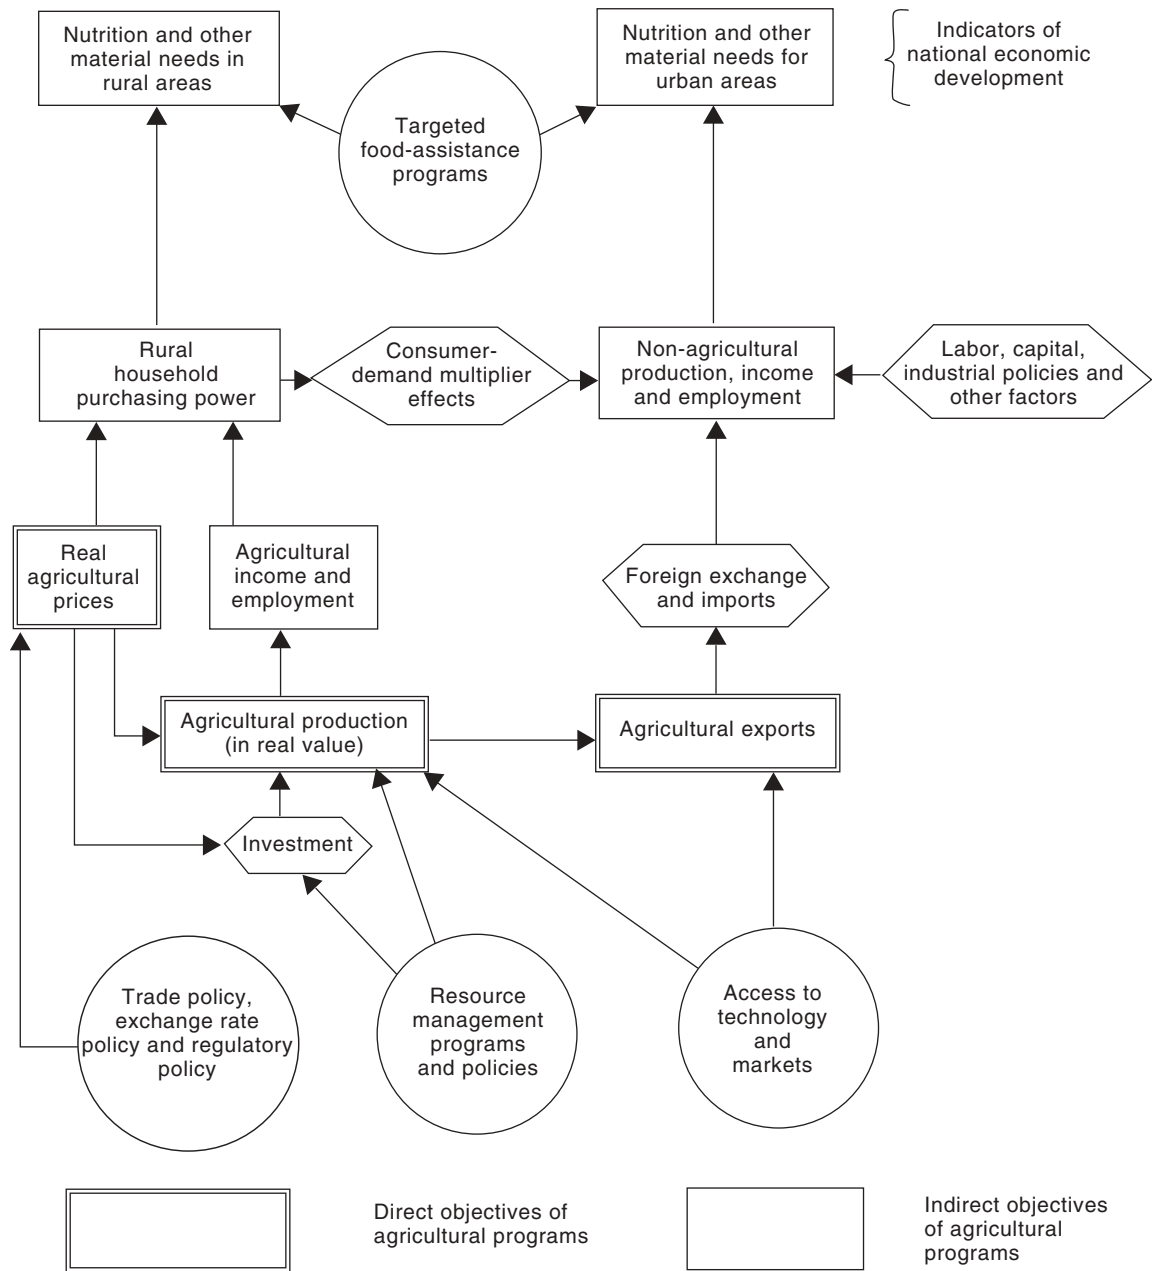 Nutrition and other
material needs in
rural areas
Nutrition and other
material needs for
urban areas
Indicators of
national economic
development
Targeted
food-assistance
programs
Rural
household
purchasing power
Consumer-
demand multiplier
effects
Non-agricultural
production, income
and employment
Labor, capital,
industrial policies and
other factors
Real
agricultural
prices
Agricultural
income and
employment
Foreign exchange
and imports
Agricultural production
(in real value)
Agricultural exports
Investment
Trade policy,
exchange rate
policy and regulatory
policy
Resource
management
programs
and policies
Access to
technology
and
markets
Direct objectives of
agricultural programs
Indirect objectives
of agricultural
programs